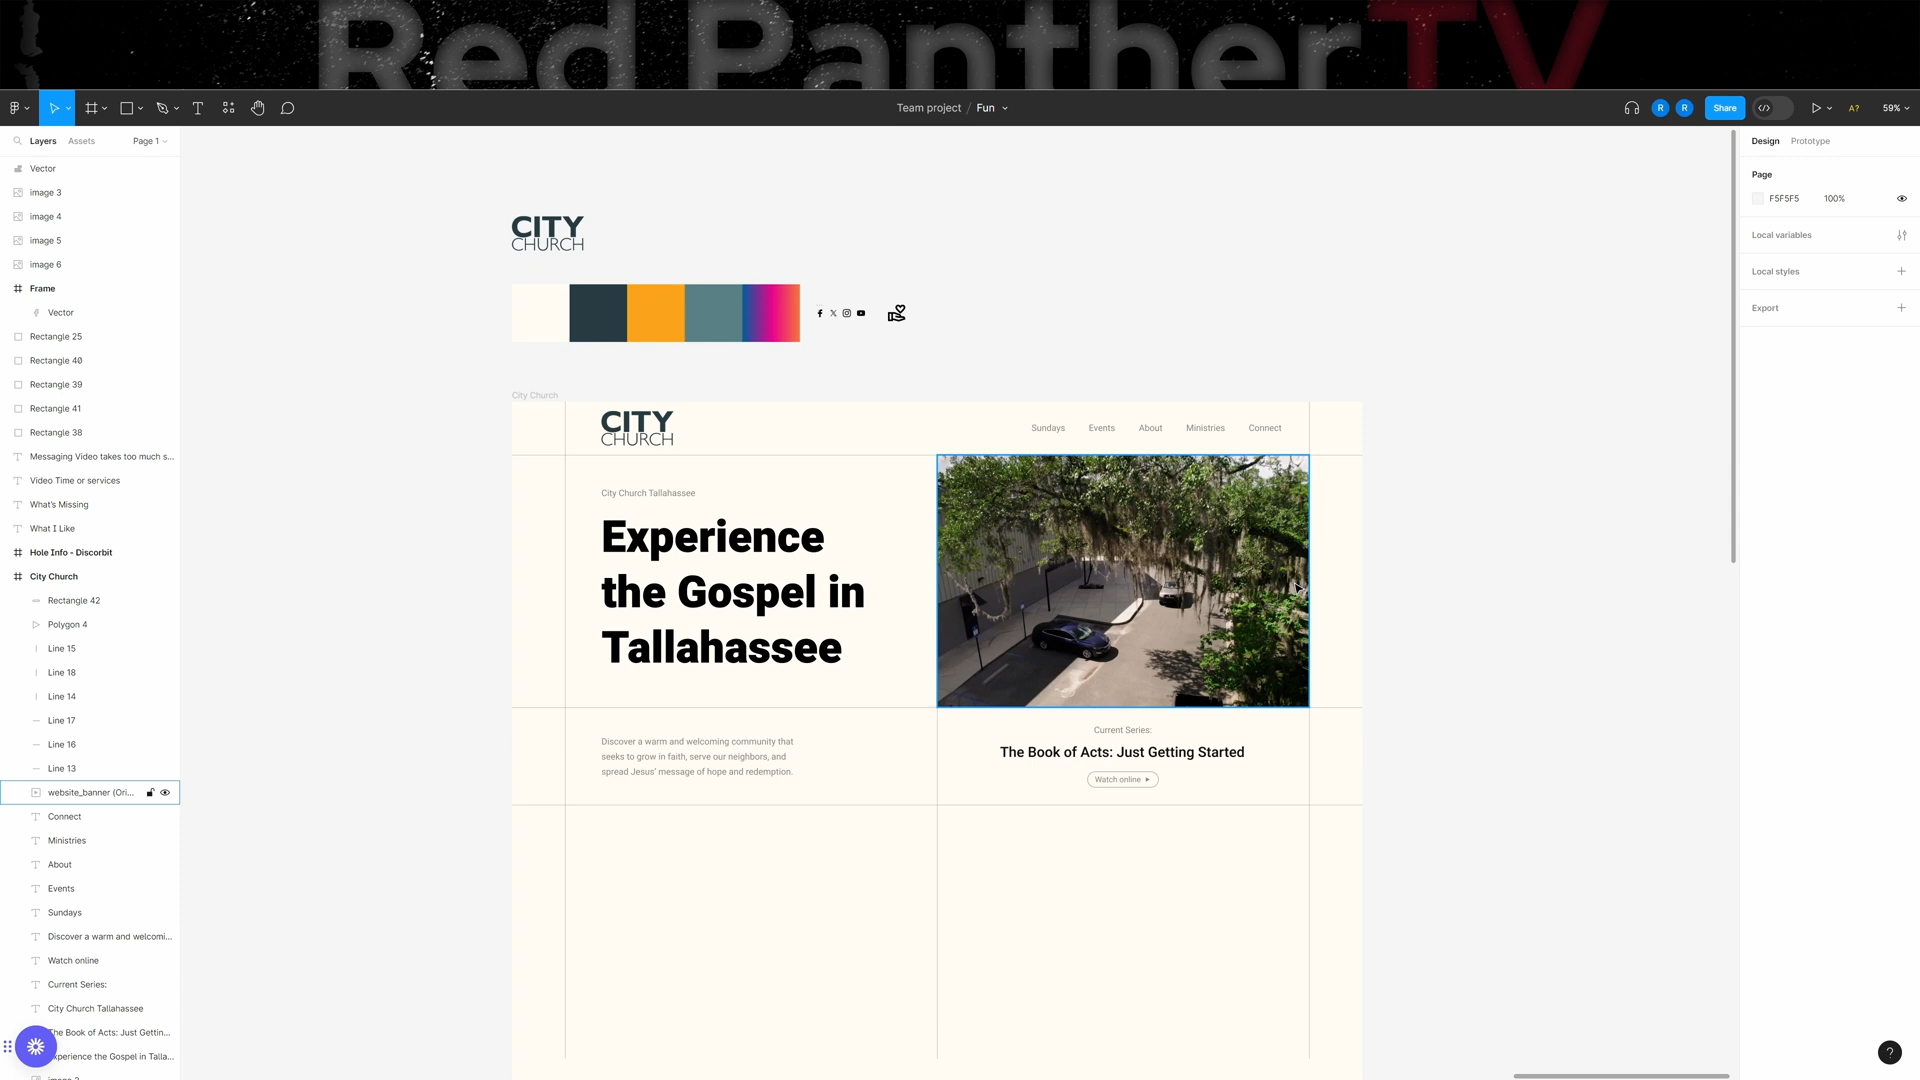 Red PantherTV
Team project / Fun
R
R
Share
A?
59%
Layers
Assets
Page 1
Design
Prototype
Vector
image 3
image 4
image 5
image 6
Frame
Vector
Rectangle 25
Rectangle 40
Rectangle 39
Rectangle 41
Rectangle 38
Messaging Video takes too much s...
Video Time or services
What's Missing
What I Like
Hole Info - Discorbit
City Church
Rectangle 42
Polygon 4
Line 15
Line 18
Line 14
Line 17
Line 16
Line 13
website_banner (Ori...
Connect
Ministries
About
Events
Sundays
Discover a warm and welcomi...
Watch online
Current Series:
City Church Tallahassee
The Book of Acts: Just Gettin...
xperience the Gospel in Talla...
CITY
CHURCH
City Church
CITY
CHURCH
Sundays
Events
About
Ministries
Connect
City Church Tallahassee
Experience
the Gospel in
Tallahassee
Discover a warm and welcoming community that
seeks to grow in faith, serve our neighbors, and
spread Jesus' message of hope and redemption.
Current Series:
The Book of Acts: Just Getting Started
Watch online
Page
F5F5F5
100%
Local variables
Local styles
Export
?